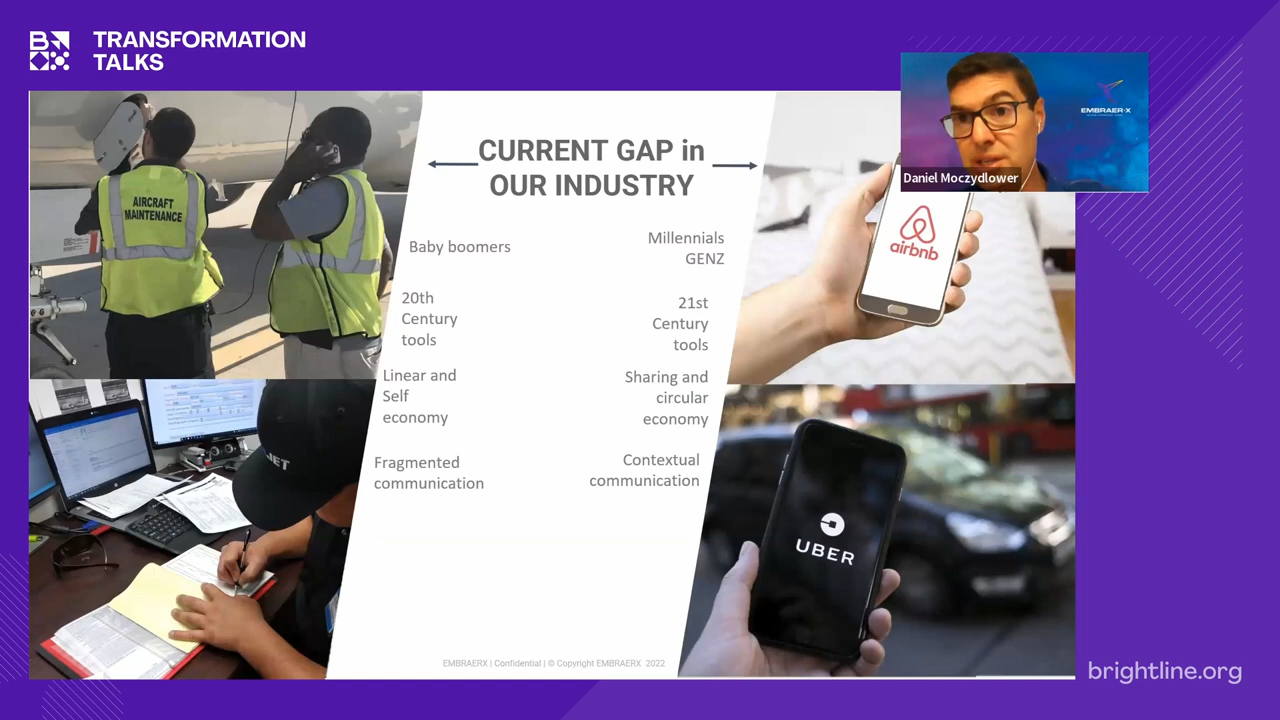 TRANSFORMATION
TALKS
EMBRAER-X
Daniel Moczydlower
CURRENT GAP in
OUR INDUSTRY
AIRCRAFT
MAINTENANCE
Baby boomers
Millennials
GENZ
20th
Century
tools
21st
Century
tools
Linear and
Self
economy
Sharing and
circular
economy
Fragmented
communication
Contextual
communication
airbnb
JET
UBER
EMBRAERX | Confidential | © Copyright EMBRAERX 2022
brightline.org